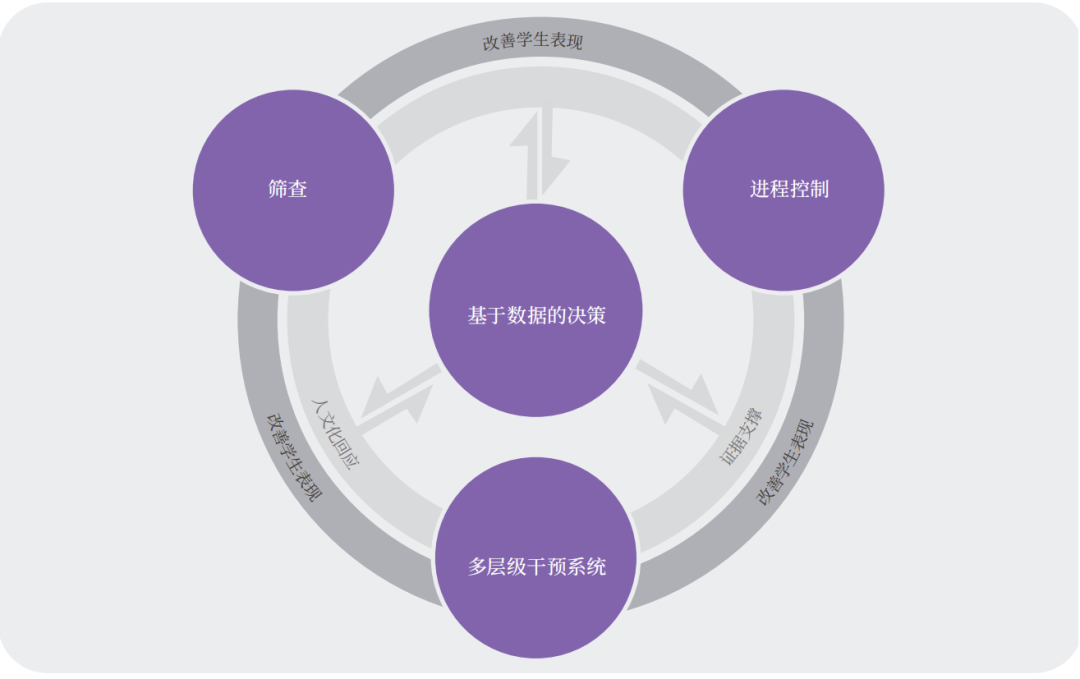 改善学生表现
筛查
进程控制
基于数据的决策
人文化回应
证据支撑
改善学生表现
改善学生表现
多层级干预系统